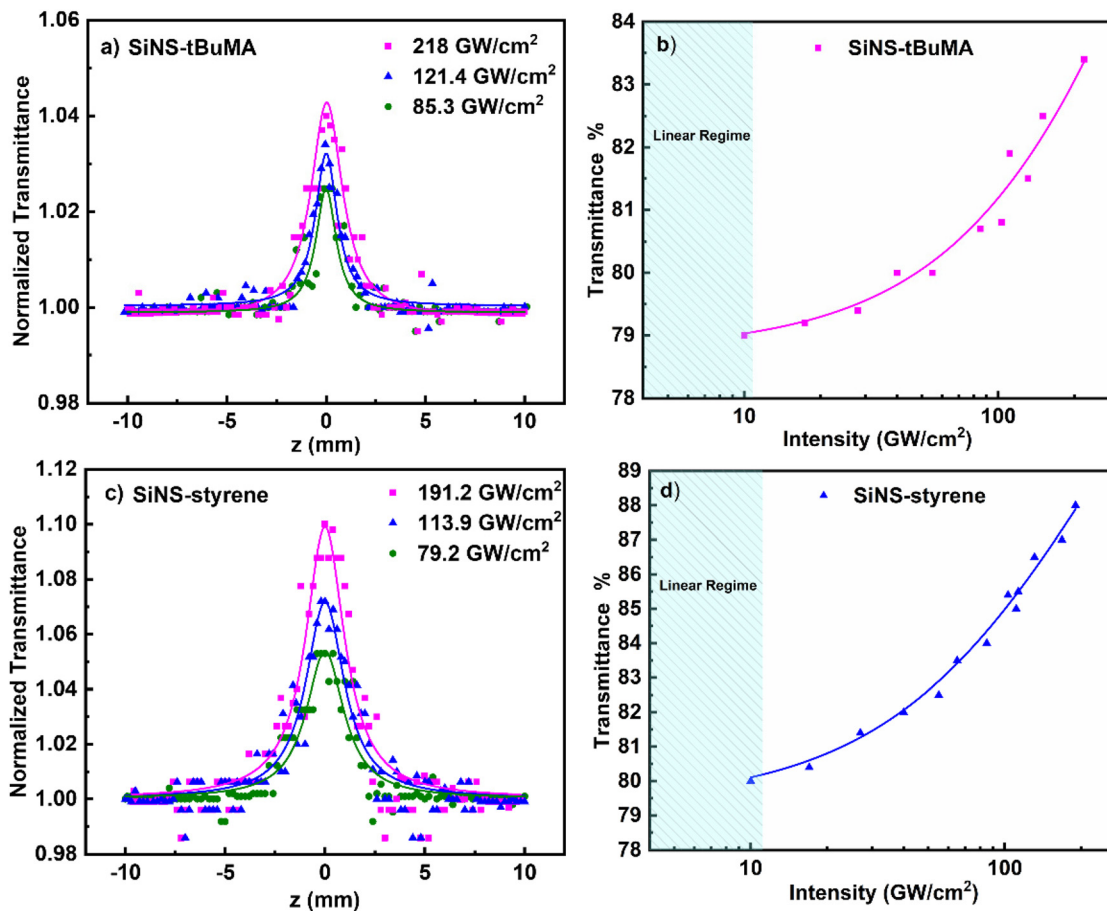 a) SiNS-tBuMA
218 GW/cm²
121.4 GW/cm²
85.3 GW/cm²
1.06
1.04
1.02
1.00
0.98
Normalized Transmittance
-10
-5
0
5
10
z (mm)
b)
SiNS-tBuMA
Linear Regime
84
83
82
81
80
79
78
Transmittance %
10
100
Intensity (GW/cm²)
c) SiNS-styrene
191.2 GW/cm²
113.9 GW/cm²
79.2 GW/cm²
1.12
1.10
1.08
1.06
1.04
1.02
1.00
0.98
Normalized Transmittance
-10
-5
0
5
10
z (mm)
d)
SiNS-styrene
Linear Regime
89
88
87
86
85
84
83
82
81
80
79
78
Transmittance %
10
100
Intensity (GW/cm²)